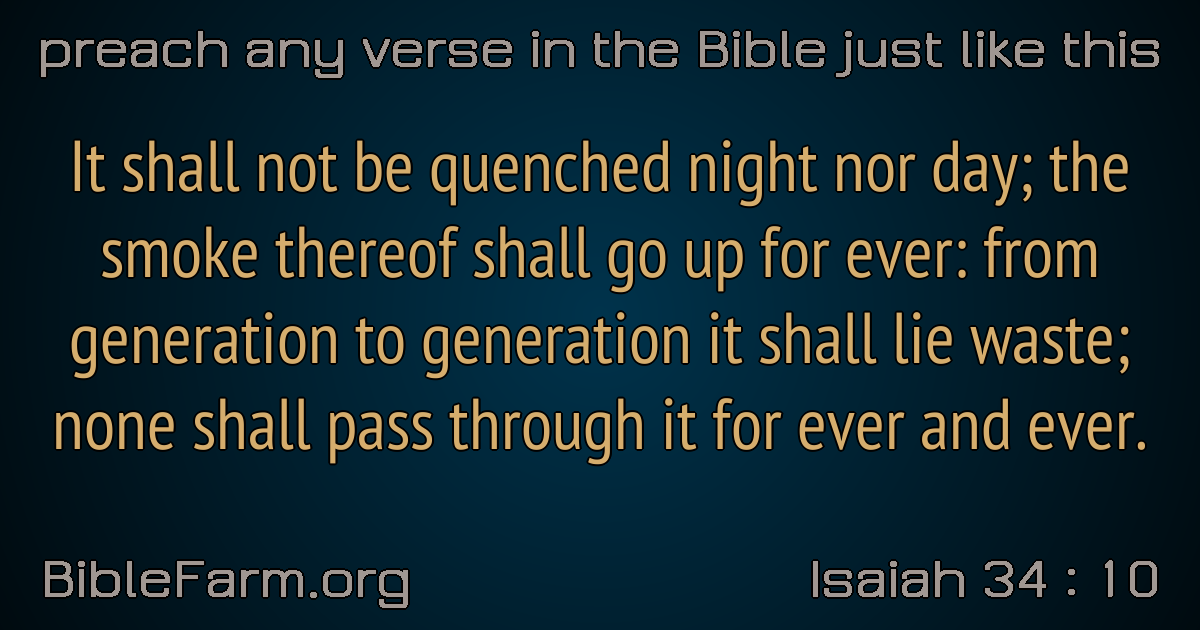 preach any verse in the Bible just like this
It shall not be quenched night nor day; the
smoke thereof shall go up for ever: from
generation to generation it shall lie waste;
none shall pass through it for ever and ever.
BibleFarm.org
Isaiah 34 : 10